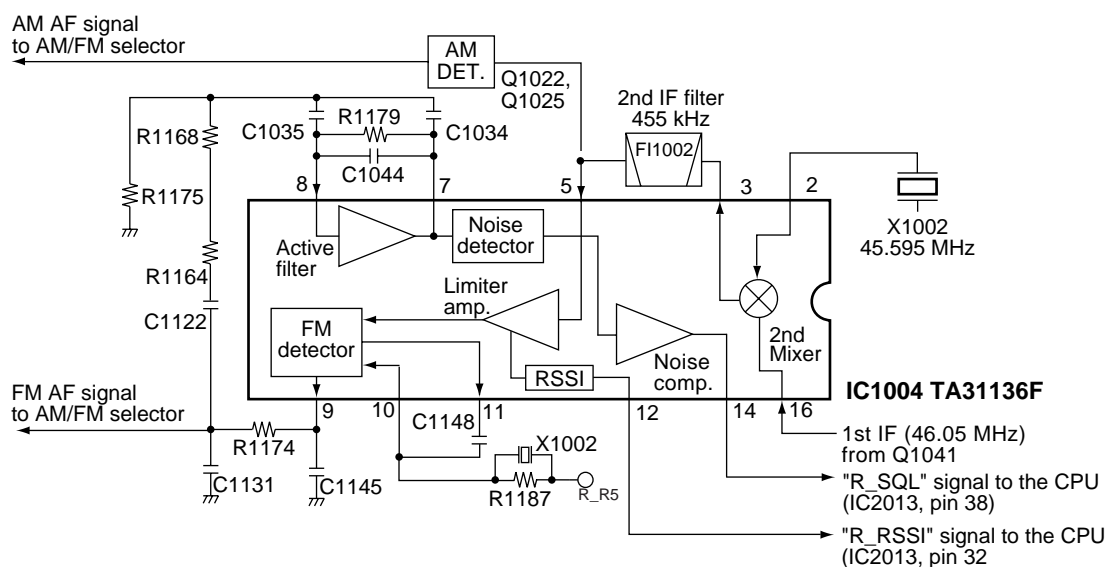 AM AF signal
to AM/FM selector
AM
DET.
Q1022,
Q1025
2nd IF filter
455 kHz
R1179
C1035
C1034
R1168
FI1002
C1044
R1175
8
7
5
3
2
X1002
45.595 MHz
Active
filter
Noise
detector
R1164
Limiter
amp.
C1122
FM
detector
2nd
Mixer
RSSI
Noise
comp.
IC1004 TA31136F
FM AF signal
to AM/FM selector
9
10
11
12
14
16
C1148
R1174
X1002
1st IF (46.05 MHz)
from Q1041
C1131
C1145
R1187
R_R5
"R_SQL" signal to the CPU
(IC2013, pin 38)
"R_RSSI" signal to the CPU
(IC2013, pin 32